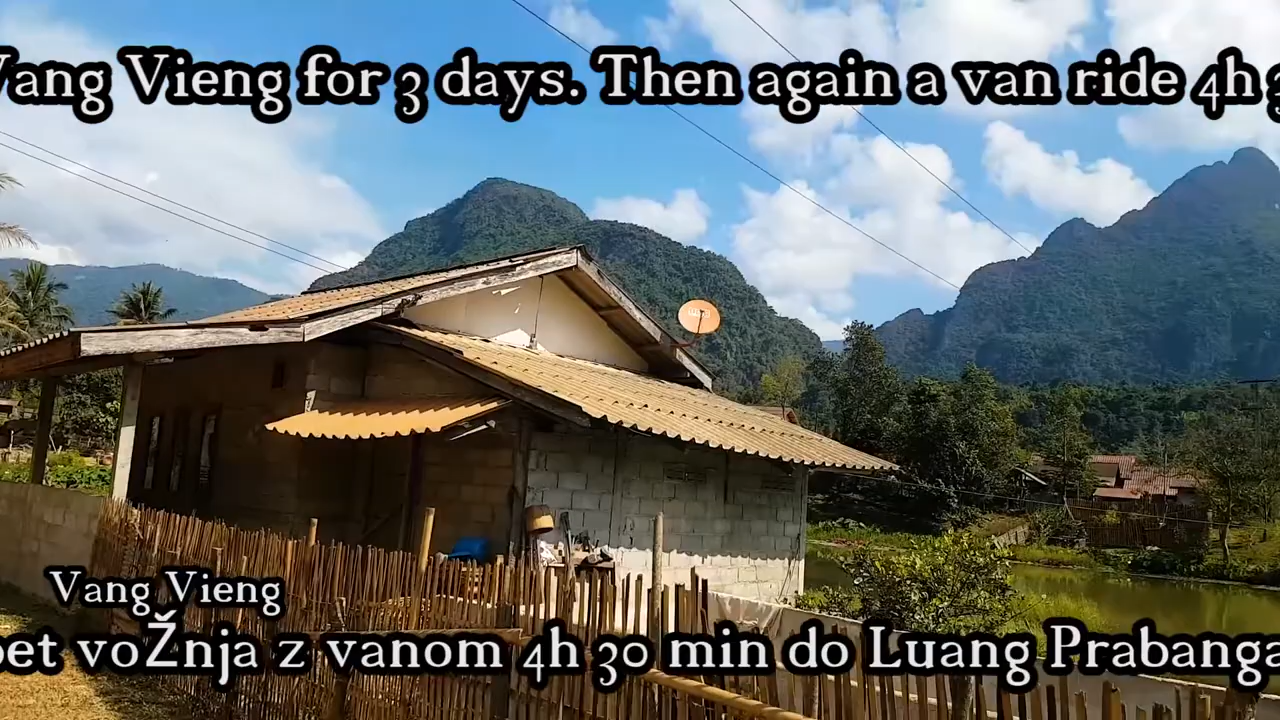 Vang Vieng for 3 days. Then again a van ride 4h
Vang Vieng
voŽnja z vanom 4h 30 min do Luang Prabanga